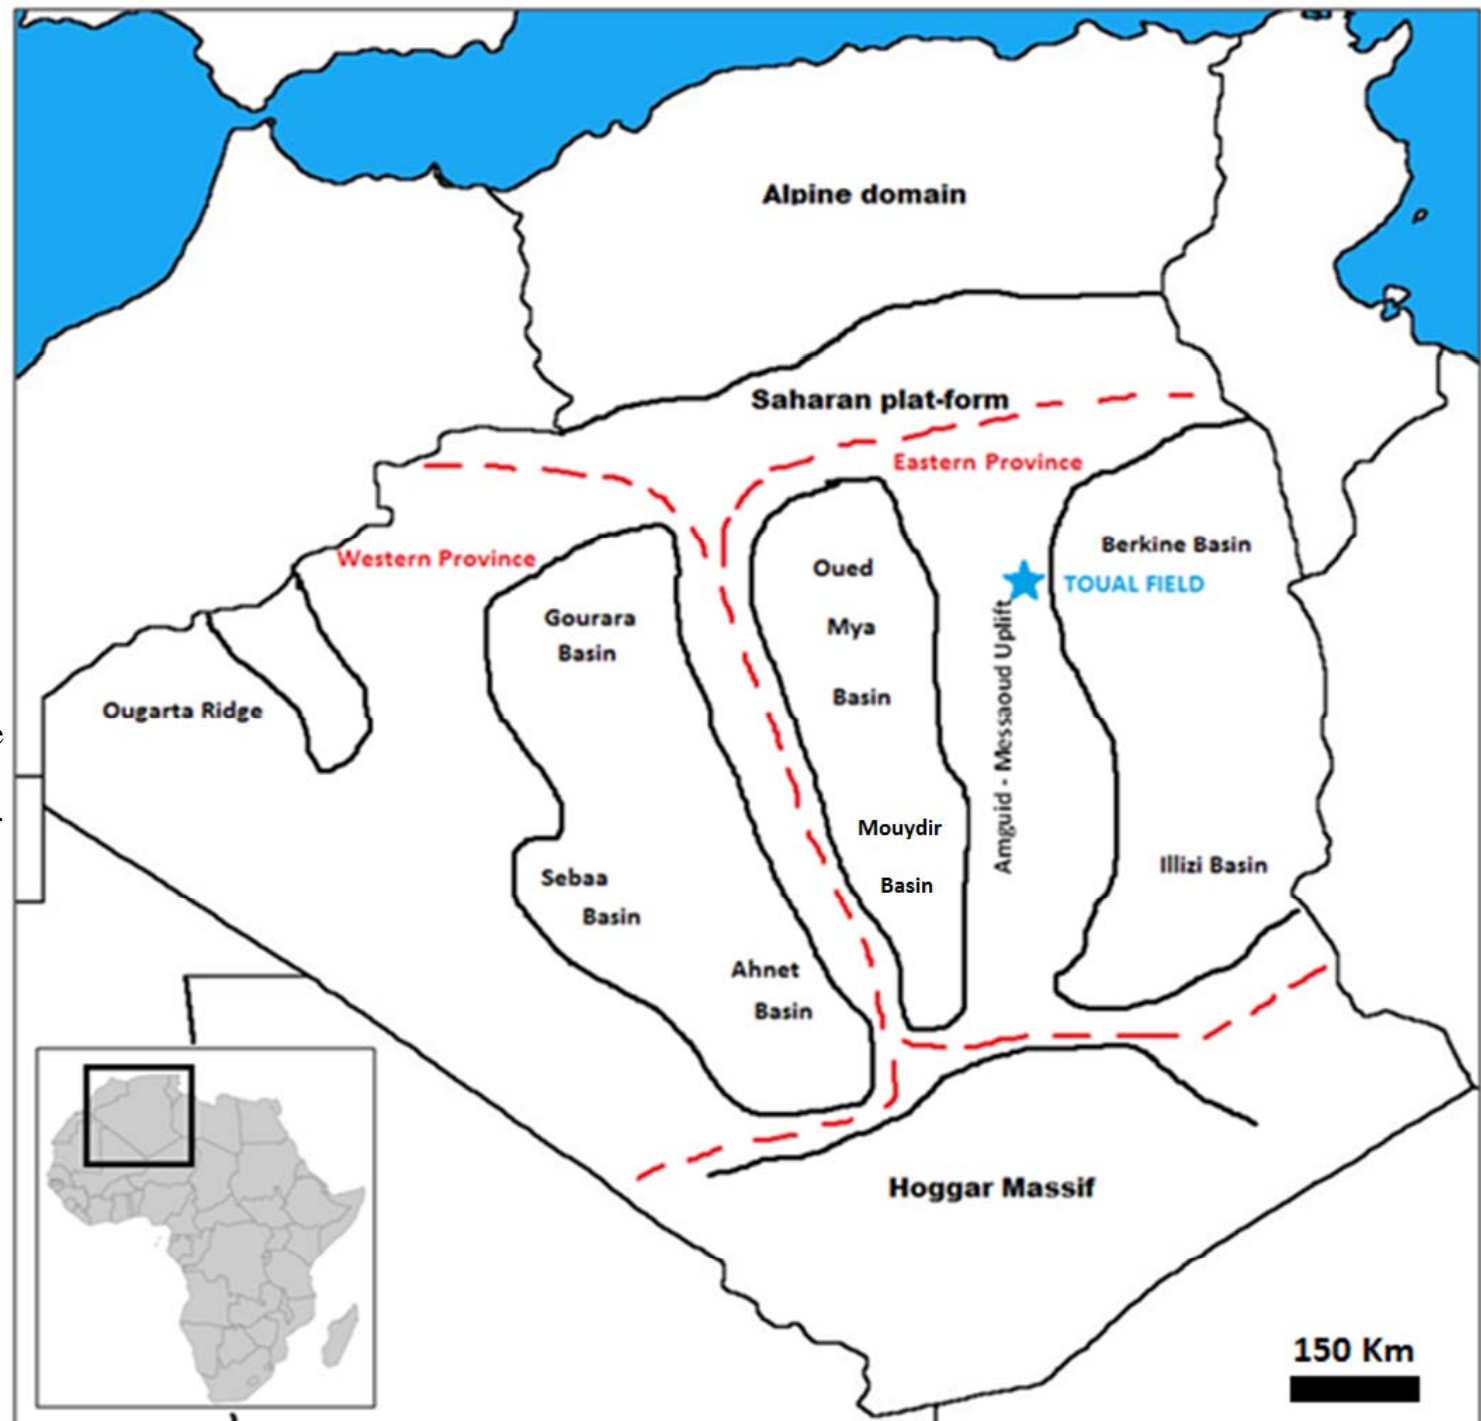 Alpine domain
Saharan plat-form
Eastern Province
Western Province
Berkine Basin
TOUAL FIELD
Oued
Mya
Basin
Gourara
Basin
Amguid - Messaoud Uplift
Ougarta Ridge
Mouydir
Basin
Illizi Basin
Sebaa
Basin
Ahnet
Basin
Hoggar Massif
150 Km